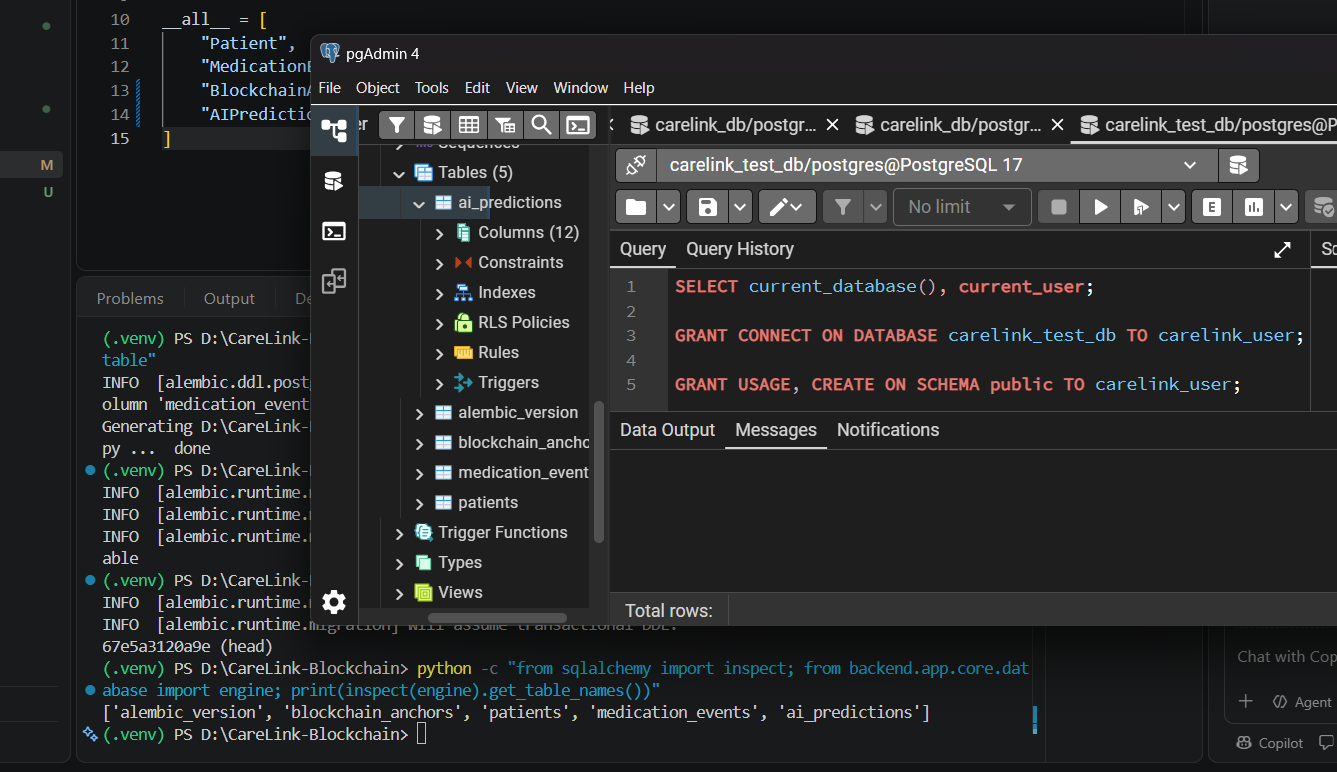 10 __all__ = [
11 "Patient",
12 "Medication
13 "Blockchain
14 "AIPredictio
15 ]
M
U
pgAdmin 4
File Object Tools Edit View Window Help
er
carelink_db/postgr... × carelink_db/postgr... × carelink_test_db/postgres@P
Sequences
Tables (5)
ai_predictions
Columns (12)
Constraints
Indexes
RLS Policies
Rules
Triggers
alembic_version
blockchain_ancho
medication_event
patients
Trigger Functions
Types
Views
carelink_test_db/postgres@PostgreSQL 17
No limit
E
Query Query History
Sc
1 SELECT current_database(), current_user;
2
3 GRANT CONNECT ON DATABASE carelink_test_db TO carelink_user;
4
5 GRANT USAGE, CREATE ON SCHEMA public TO carelink_user;
Data Output Messages Notifications
Total rows:
Problems Output De
(.venv) PS D:\CareLink-
table"
INFO [alembic.ddl.postg
olumn 'medication_event
Generating D:\CareLink-
py ... done
(.venv) PS D:\CareLink-
INFO [alembic.runtime.
INFO [alembic.runtime.
INFO [alembic.runtime.
able
(.venv) PS D:\CareLink-
INFO [alembic.runtime.
INFO [alembic.runtime.migration] Will assume transactional DDL.
67e5a3120a9e (head)
(.venv) PS D:\CareLink-Blockchain> python -c "from sqlalchemy import inspect; from backend.app.core.dat
abase import engine; print(inspect(engine).get_table_names())"
['alembic_version', 'blockchain_anchors', 'patients', 'medication_events', 'ai_predictions']
(.venv) PS D:\CareLink-Blockchain>
Chat with Cop
Agent
Copilot